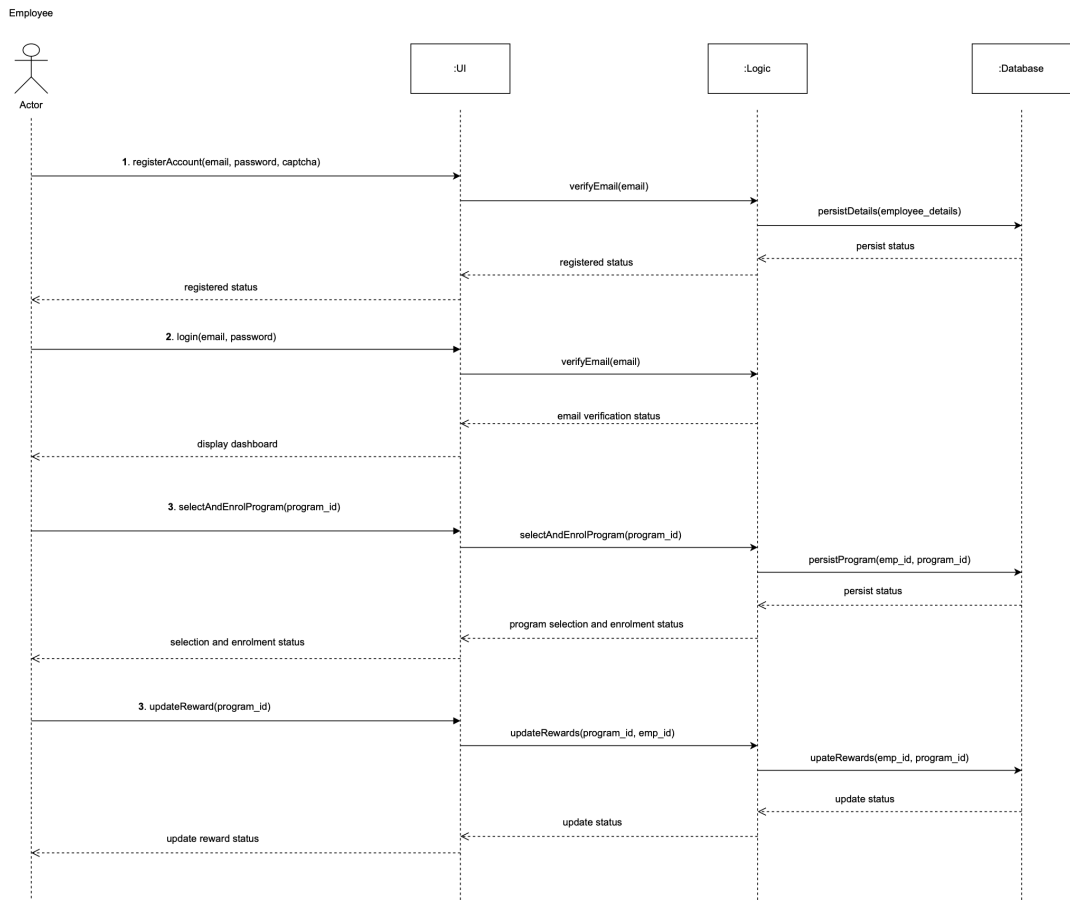 Employee
:UI
:Logic
:Database
Actor
1. registerAccount(email, password, captcha)
verifyEmail(email)
persistDetails(employee_details)
persist status
registered status
registered status
2. login(email, password)
verifyEmail(email)
email verification status
display dashboard
3. selectAndEnrolProgram(program_id)
selectAndEnrolProgram(program_id)
persistProgram(emp_id, program_id)
persist status
program selection and enrolment status
selection and enrolment status
3. updateReward(program_id)
updateRewards(program_id, emp_id)
upateRewards(emp_id, program_id)
update status
update status
update reward status